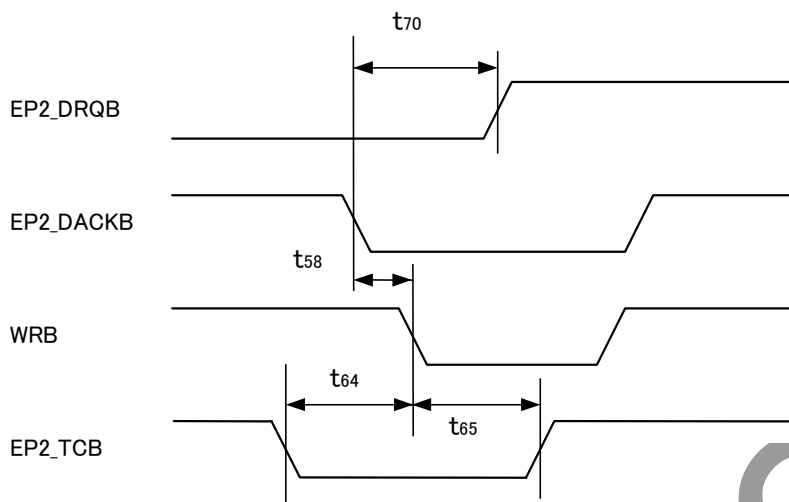 t70
EP2_DRQB
EP2_DACKB
t58
WRB
t64
t65
EP2_TCB